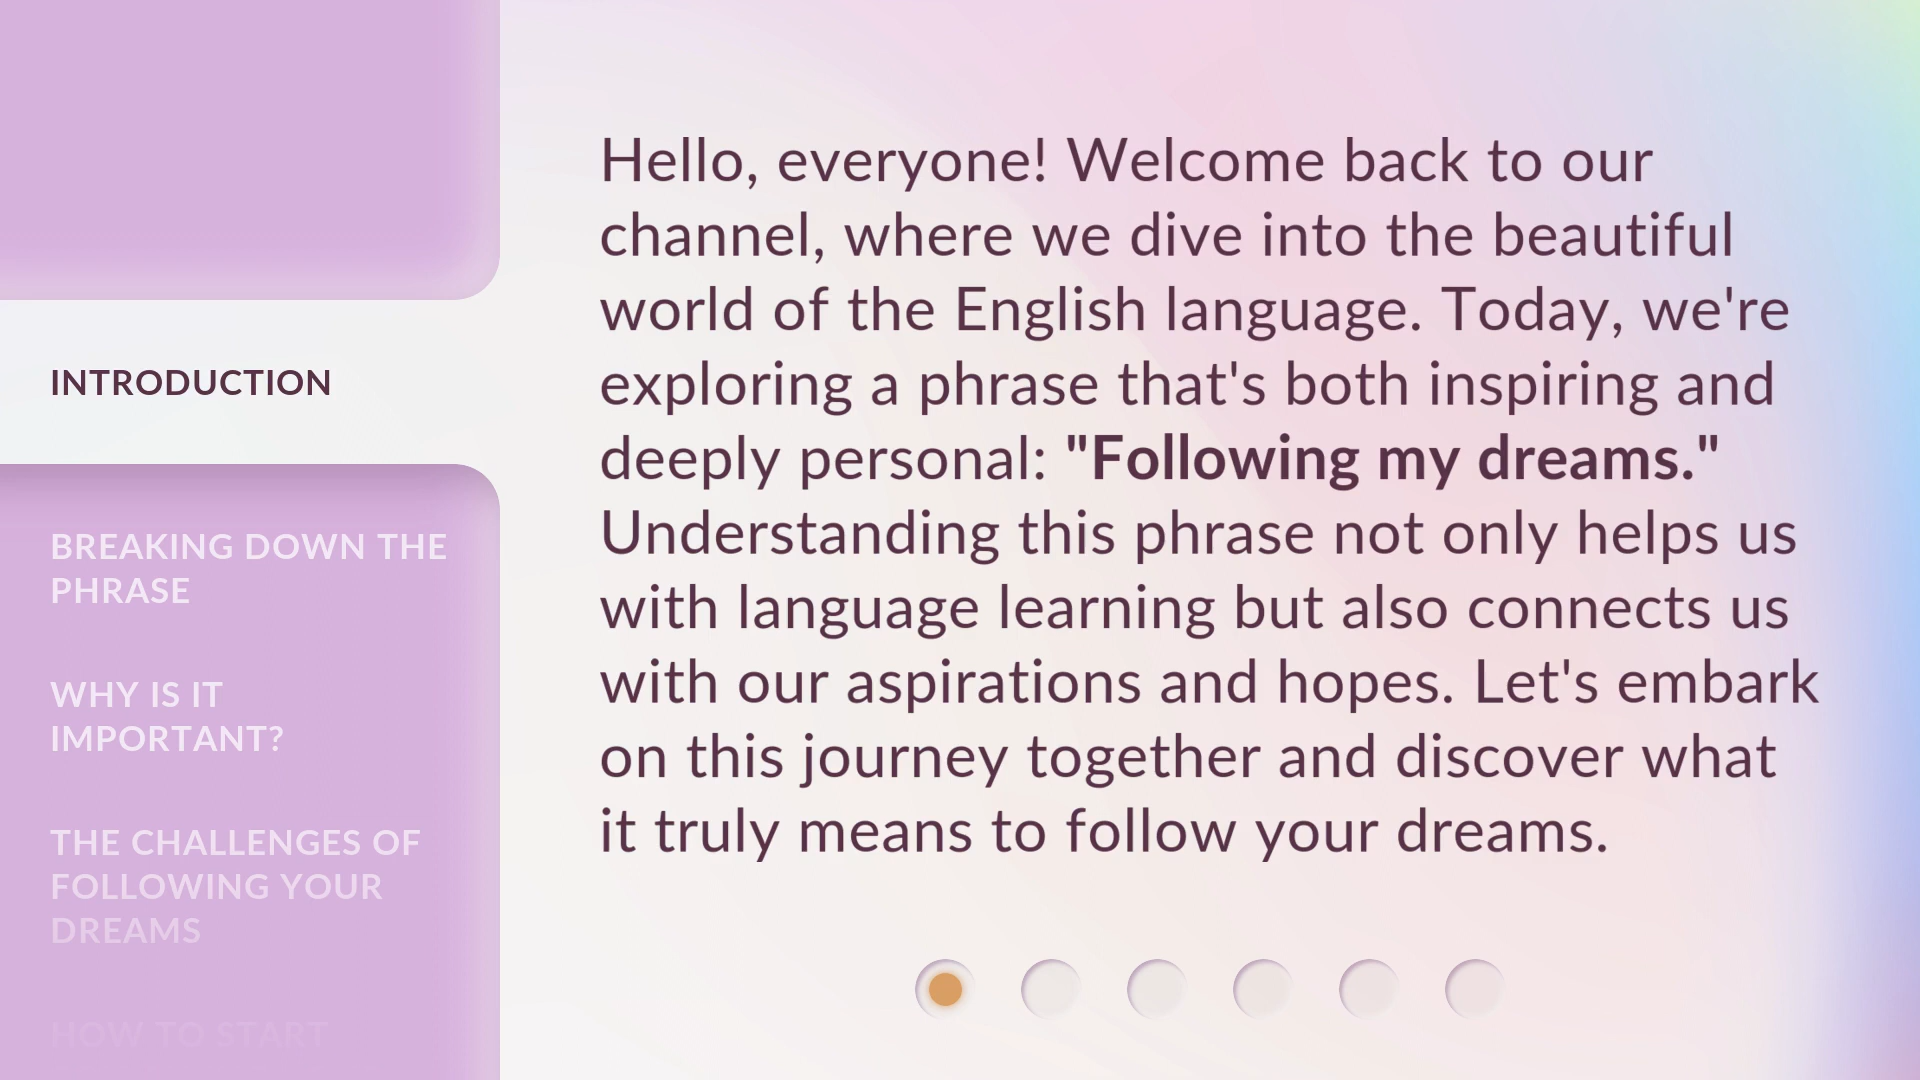 INTRODUCTION
BREAKING DOWN THE
PHRASE
WHY IS IT
IMPORTANT?
THE CHALLENGES OF
FOLLOWING YOUR
DREAMS
HOW TO START
Hello, everyone! Welcome back to our
channel, where we dive into the beautiful
world of the English language. Today, we're
exploring a phrase that's both inspiring and
deeply personal: "Following my dreams."
Understanding this phrase not only helps us
with language learning but also connects us
with our aspirations and hopes. Let's embark
on this journey together and discover what
it truly means to follow your dreams.